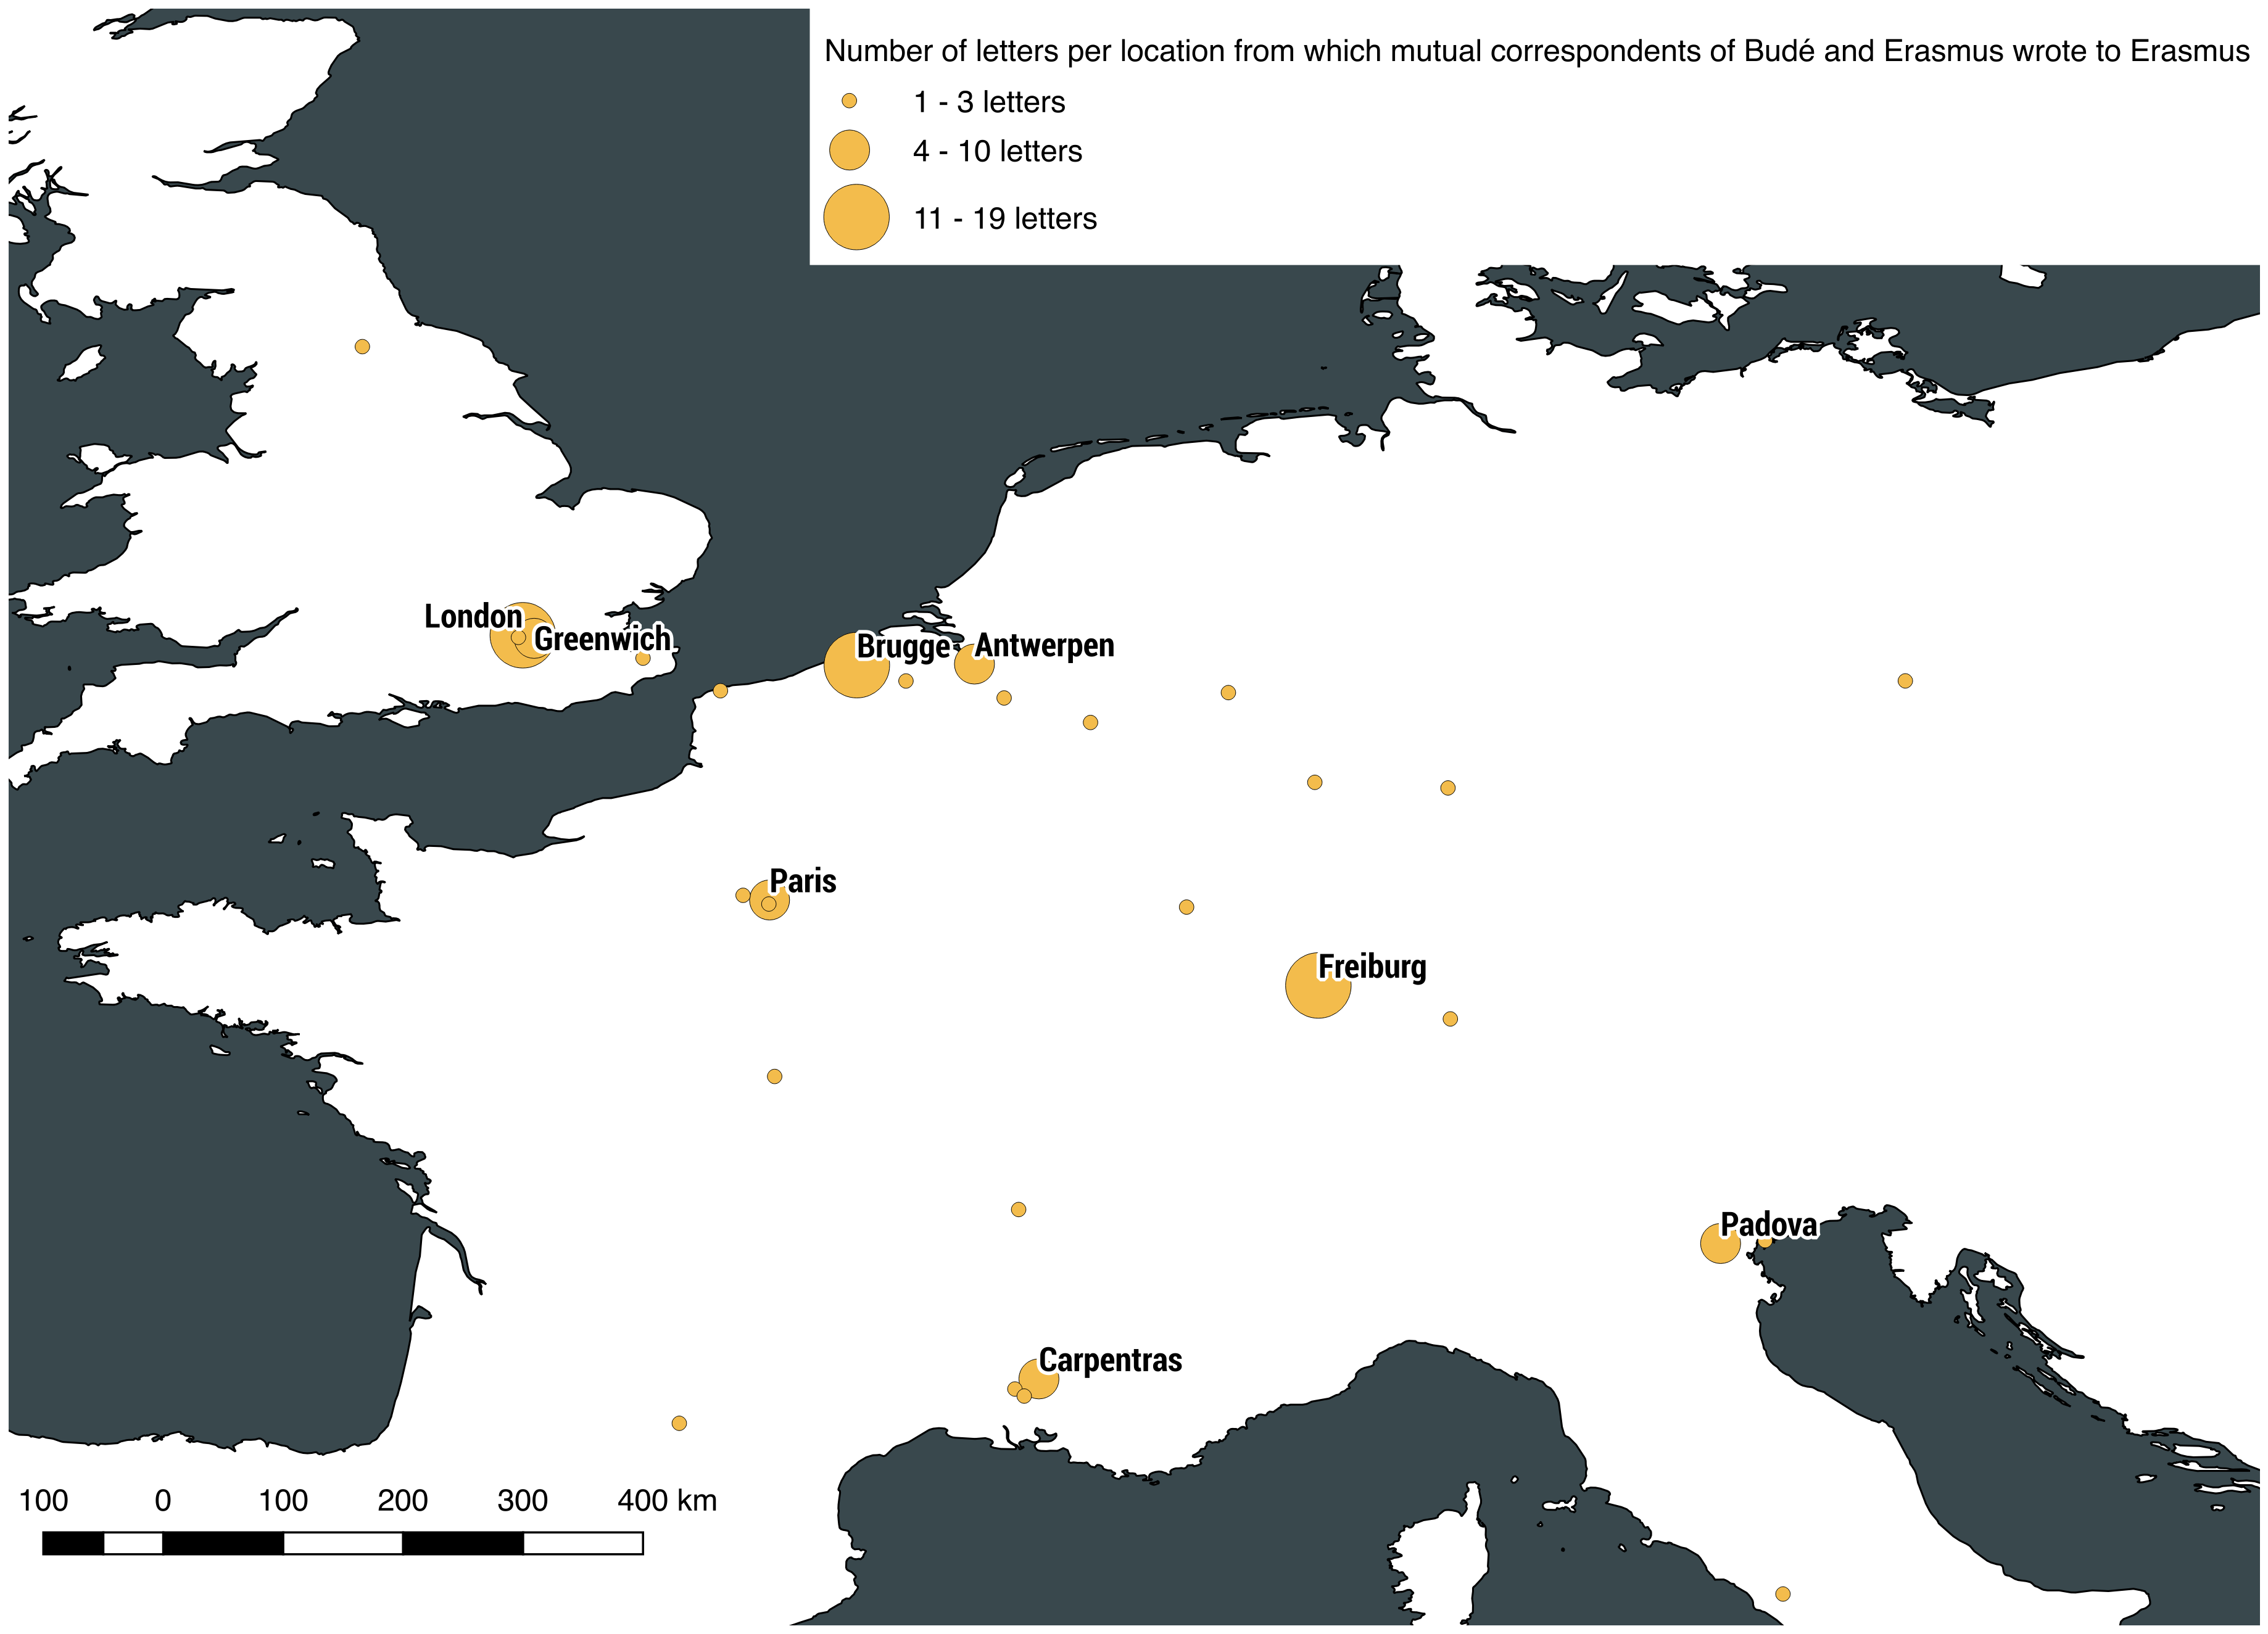 Number of letters per location from which mutual correspondents of Budé and Erasmus wrote to Erasmus
1 - 3 letters
4 - 10 letters
11 - 19 letters
London
Greenwich
Brugge
Antwerpen
Paris
Freiburg
Padova
Carpentras
100 0 100 200 300 400 km